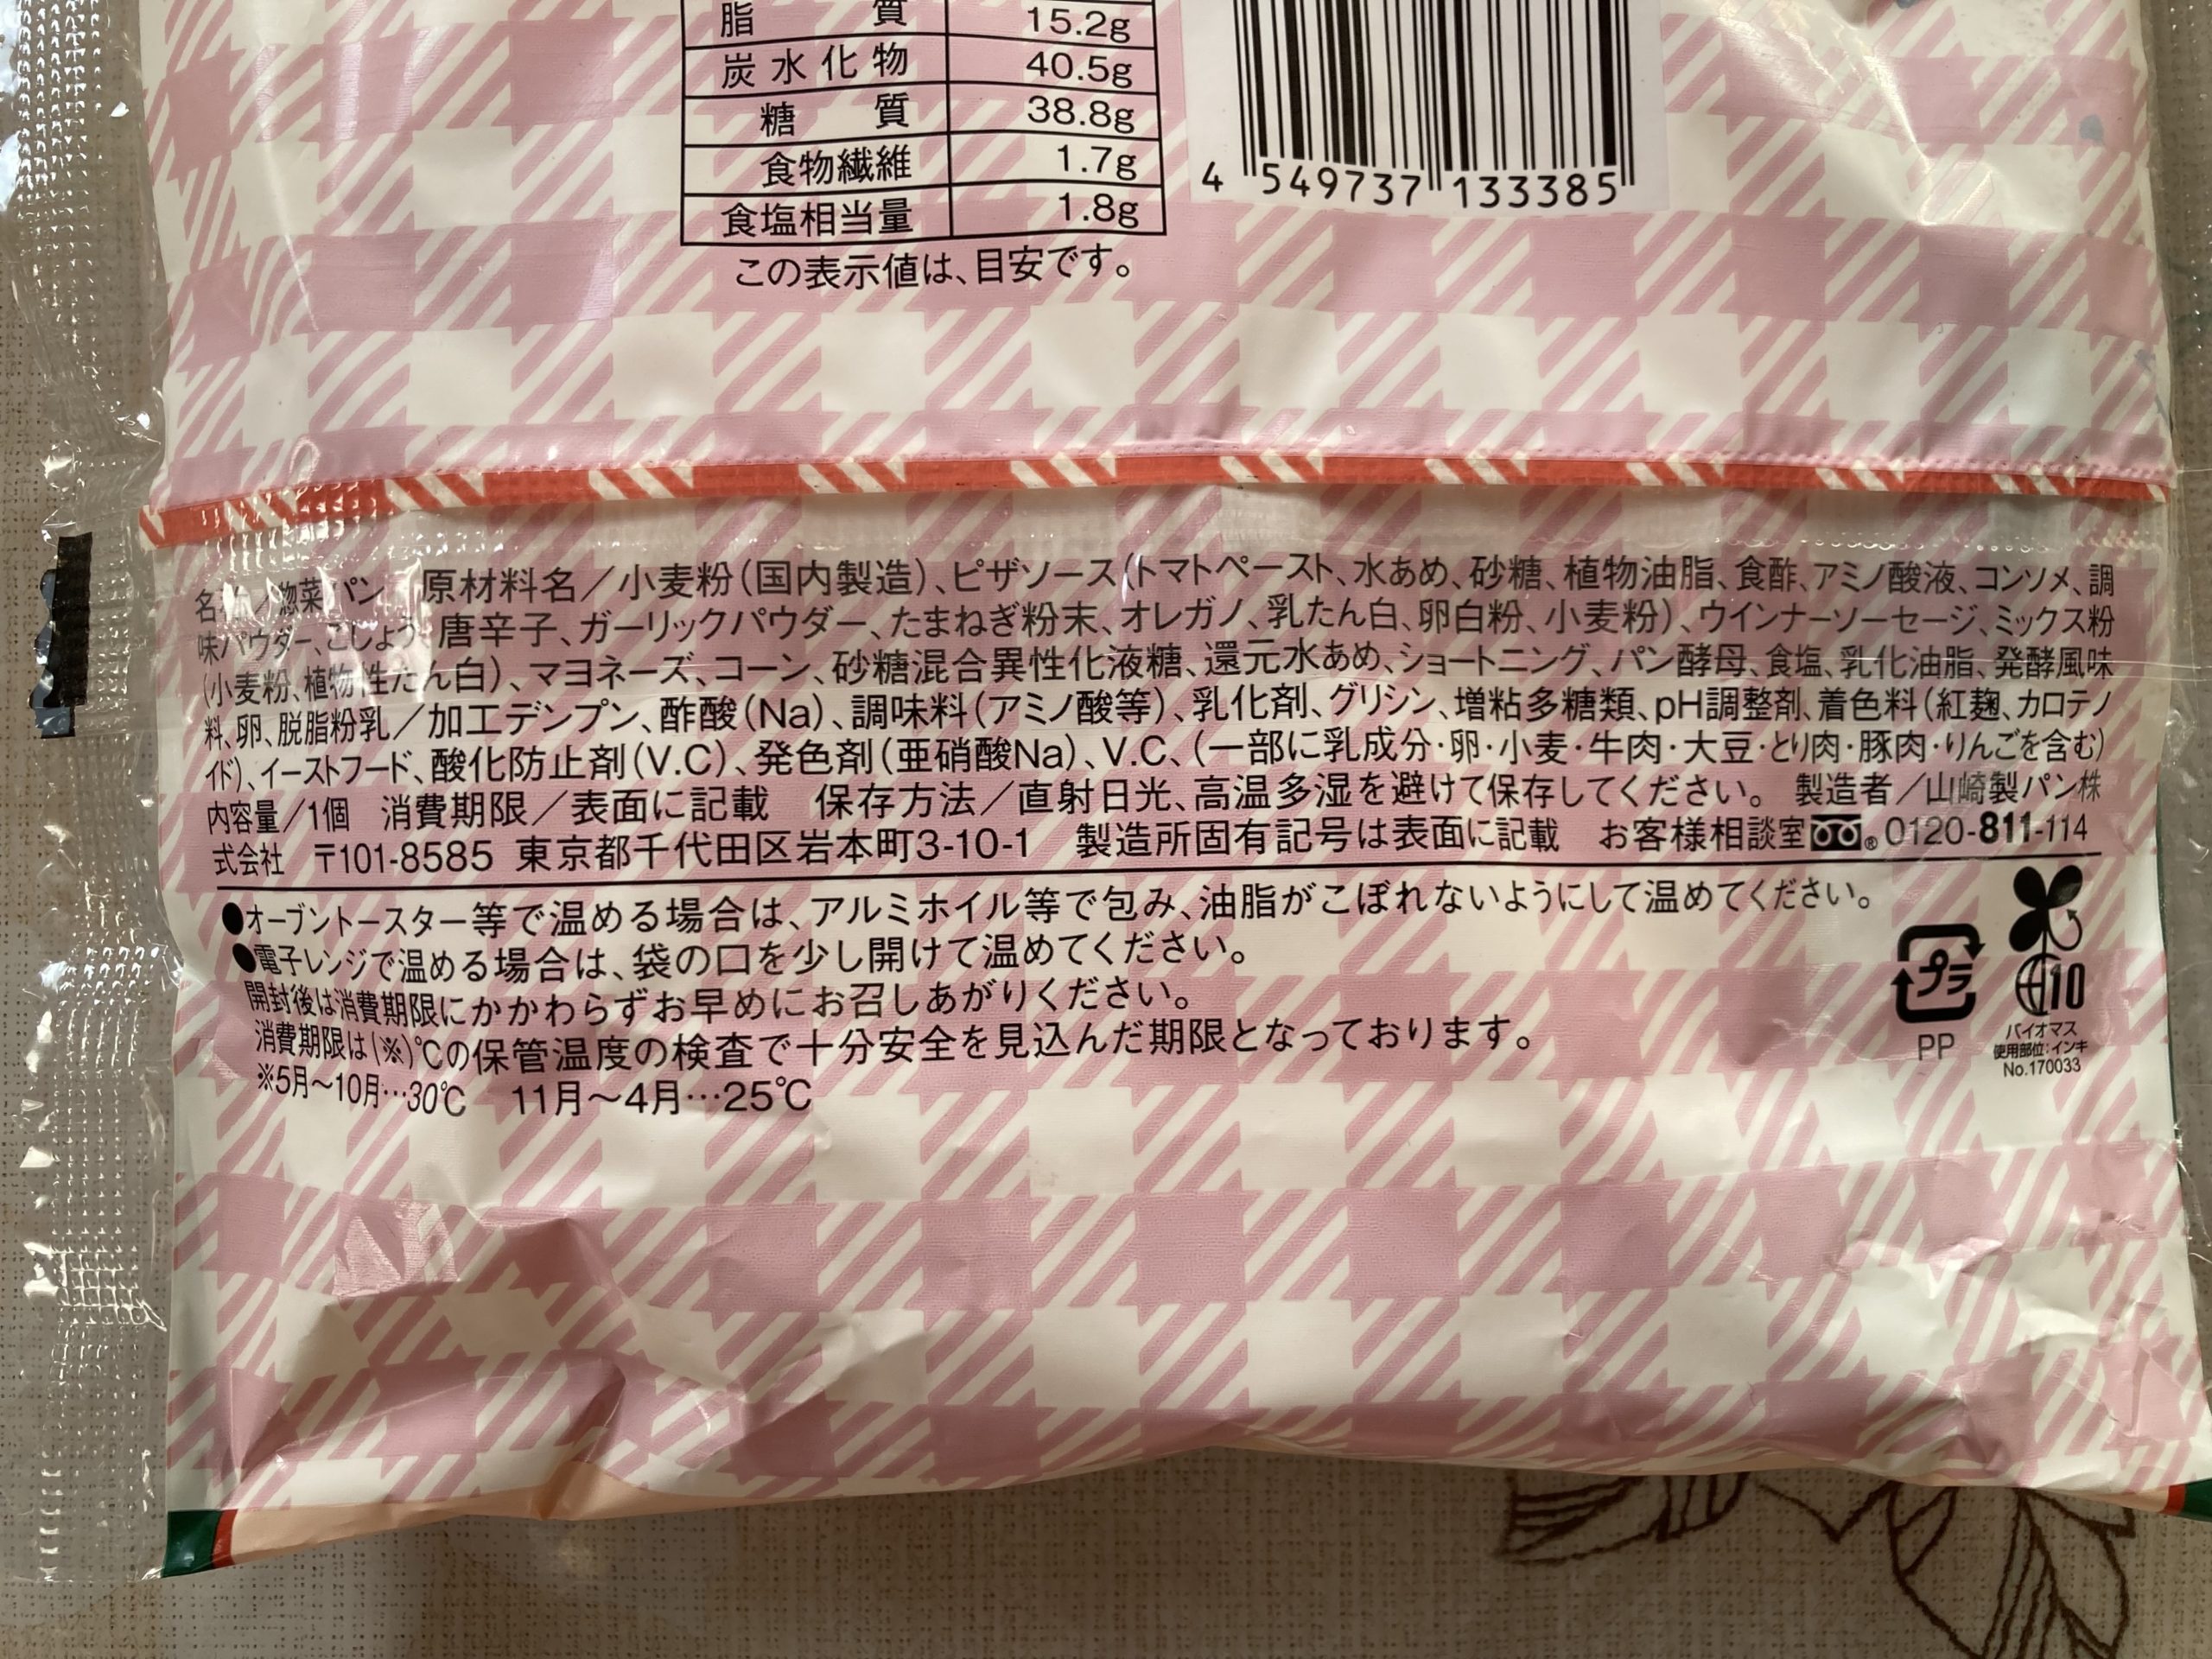 脂質 15.2g
炭水化物 40.5g
糖質 38.8g
食物繊維 1.7g
食塩相当量 1.8g
この表示値は、目安です。
4 549737 133385
名称/惣菜パン 原材料名/小麦粉(国内製造)、ピザソース(トマトペースト、水あめ、砂糖、植物油脂、食酢、アミノ酸液、コンソメ、調
味パウダー、こしょう、唐辛子、ガーリックパウダー、たまねぎ粉末、オレガノ、乳たん白、卵白粉、小麦粉)、ウインナーソーセージ、ミックス粉
(小麦粉、植物性たん白)、マヨネーズ、コーン、砂糖混合異性化液糖、還元水あめ、ショートニング、パン酵母、食塩、乳化油脂、発酵風味
料、卵、脱脂粉乳/加工デンプン、酢酸(Na)、調味料(アミノ酸等)、乳化剤、グリシン、増粘多糖類、pH調整剤、着色料(紅麹、カロテノ
イド)、イーストフード、酸化防止剤(V.C)、発色剤(亜硝酸Na)、V.C、(一部に乳成分・卵・小麦・牛肉・大豆・とり肉・豚肉・りんごを含む)
内容量/1個 消費期限/表面に記載 保存方法/直射日光、高温多湿を避けて保存してください。 製造者/山崎製パン株
式会社 〒101-8585 東京都千代田区岩本町3-10-1 製造所固有記号は表面に記載 お客様相談室 ® 0120-811-114
●オーブントースター等で温める場合は、アルミホイル等で包み、油脂がこぼれないようにして温めてください。
●電子レンジで温める場合は、袋の口を少し開けて温めてください。
開封後は消費期限にかかわらずお早めにお召しあがりください。
消費期限は(※)℃の保管温度の検査で十分安全を見込んだ期限となっております。
※5月~10月…30℃ 11月~4月…25℃
プラ
PP
10
バイオマス
使用部位:インキ
No.170033